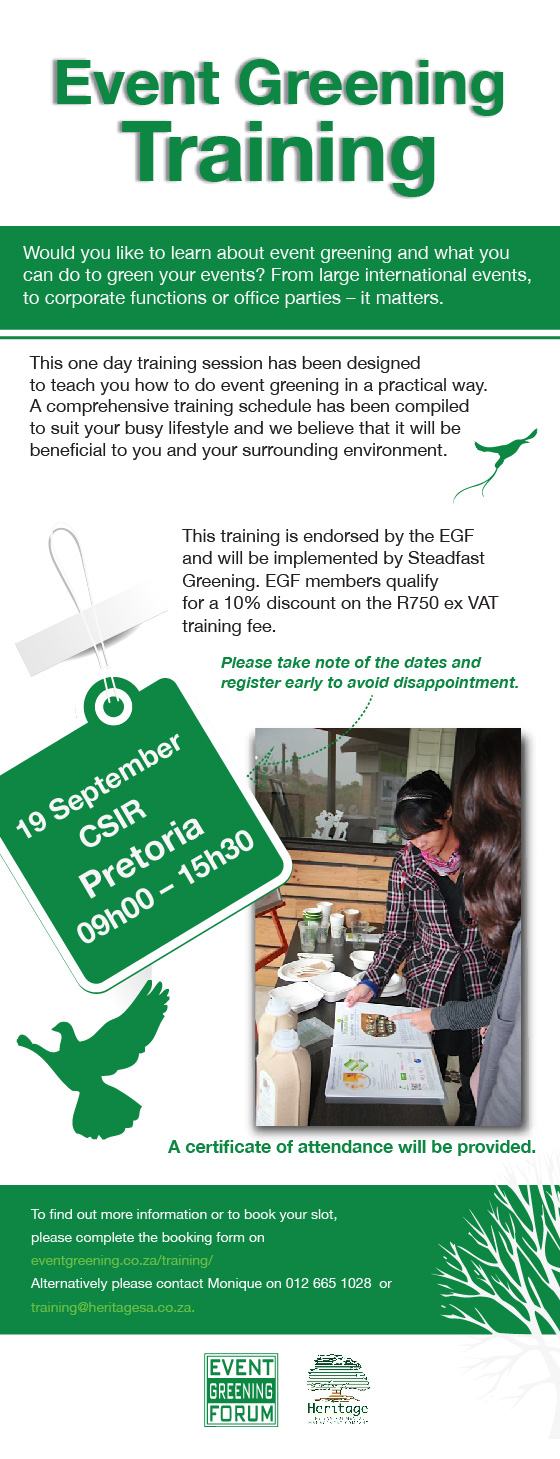 Event Greening
Training
Would you like to learn about event greening and what you
can do to green your events? From large international events,
to corporate functions or office parties – it matters.
This one day training session has been designed
to teach you how to do event greening in a practical way.
A comprehensive training schedule has been compiled
to suit your busy lifestyle and we believe that it will be
beneficial to you and your surrounding environment.
This training is endorsed by the EGF
and will be implemented by Steadfast
Greening. EGF members qualify
for a 10% discount on the R750 ex VAT
training fee.
Please take note of the dates and
register early to avoid disappointment.
19 September
CSIR
Pretoria
09h00 – 15h30
A certificate of attendance will be provided.
To find out more information or to book your slot,
please complete the booking form on
eventgreening.co.za/training/
Alternatively please contact Monique on 012 665 1028 or
training@heritagesa.co.za.
EVENT
GREENING
FORUM
Heritage